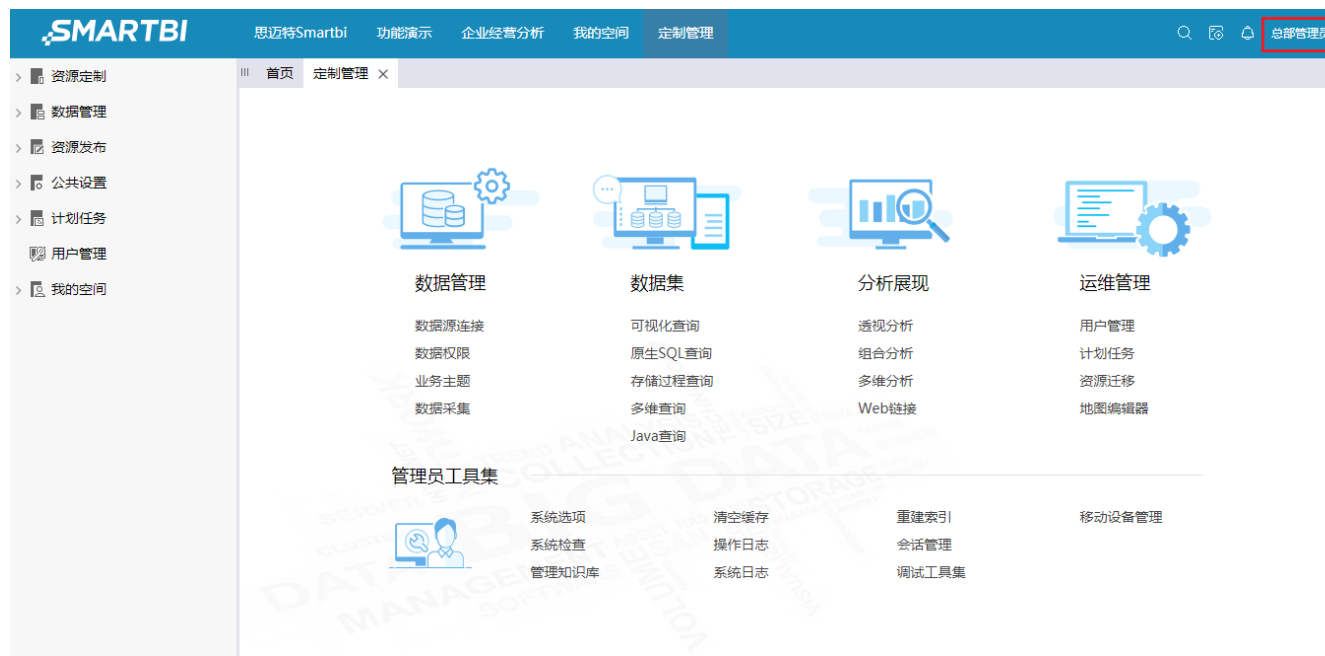 SMARTBI 思迈特Smartbi 功能演示 企业经营分析 我的空间 定制管理 总部管理员
资源定制
数据管理
资源发布
公共设置
计划任务
用户管理
我的空间
首页 定制管理
数据管理 数据集 分析展现 运维管理
数据源连接 可视化查询 透视分析 用户管理
数据权限 原生SQL查询 组合分析 计划任务
业务主题 存储过程查询 多维分析 资源迁移
数据采集 多维查询 Web链接 地图编辑器
Java查询
管理员工具集
系统选项 清空缓存 重建索引 移动设备管理
系统检查 操作日志 会话管理
管理知识库 系统日志 调试工具集
BIG DATA
COLLECTION
SIZE
TREND
SERVER
STORAGE
MANAGEMENT
SOFTW
VOLUME
DATA